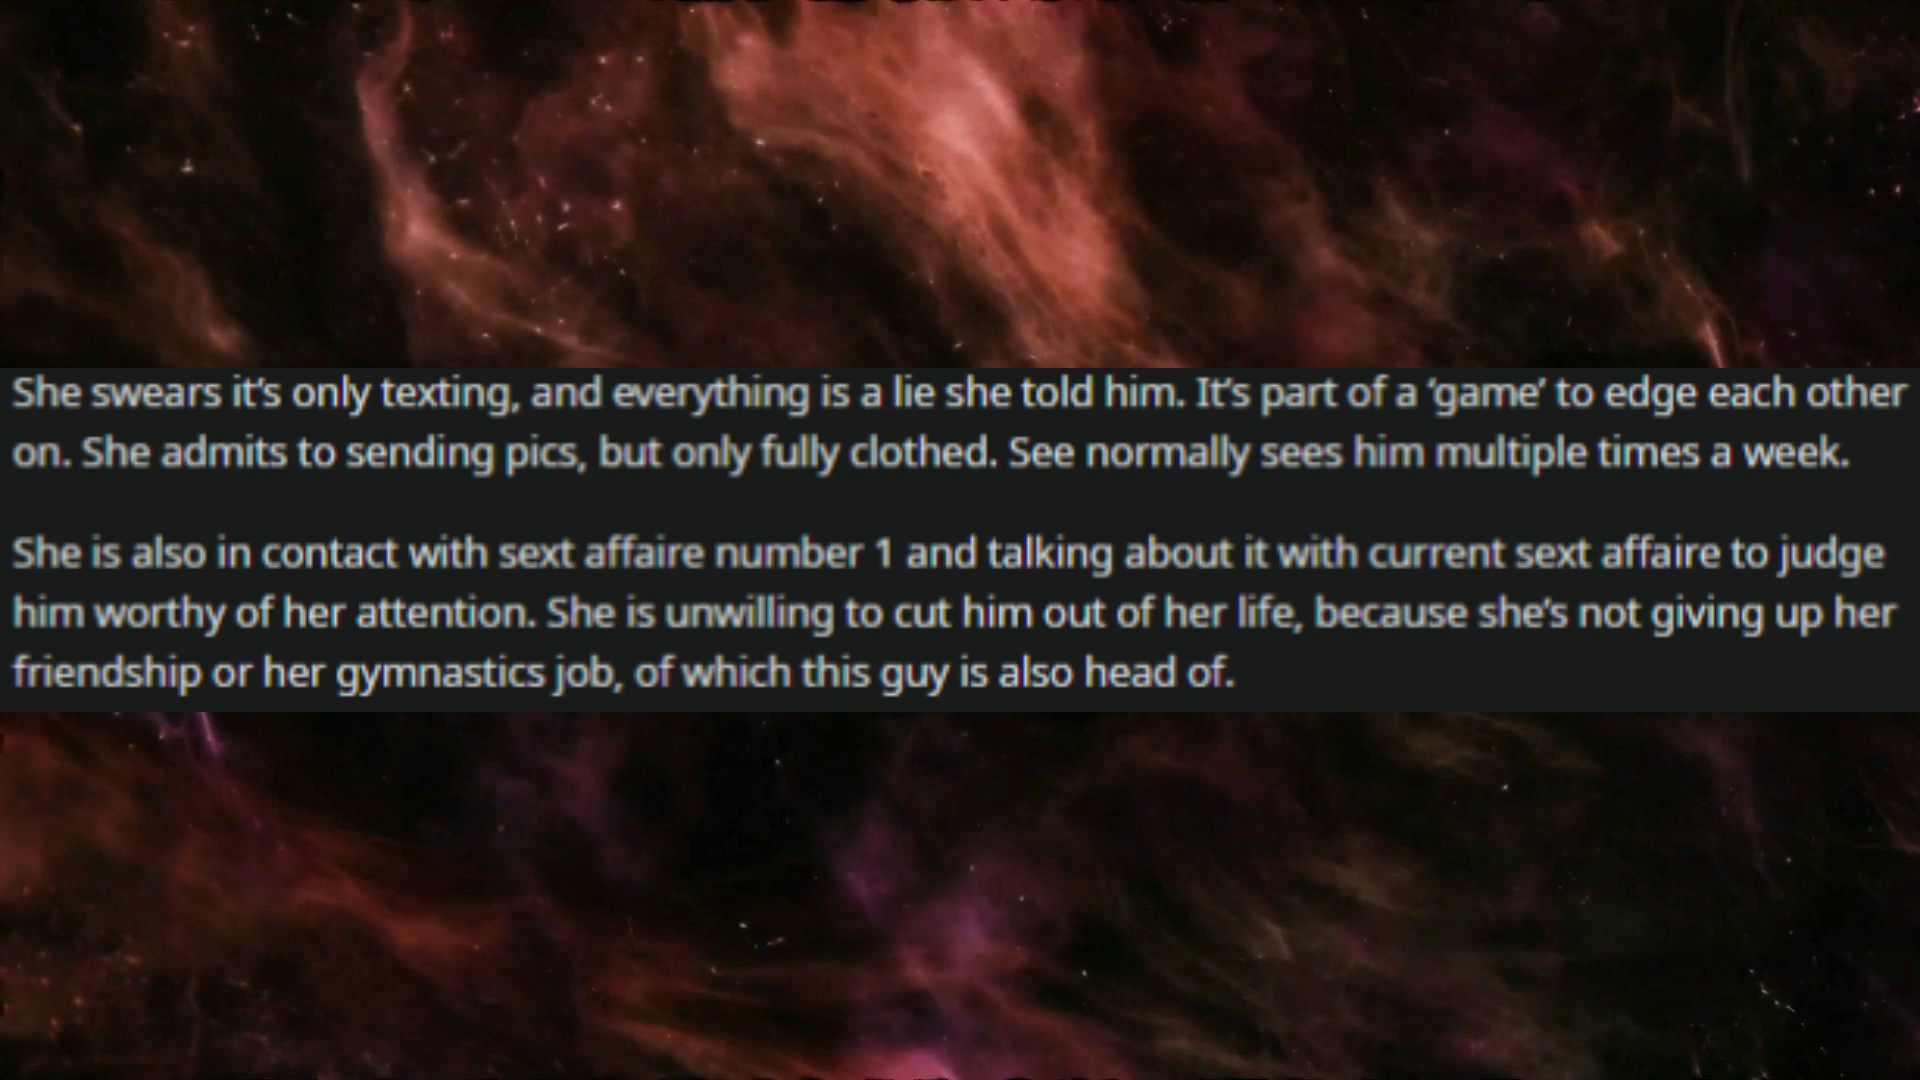 She swears it’s only texting, and everything is a lie she told him. It’s part of a ‘game’ to edge each other
on. She admits to sending pics, but only fully clothed. See normally sees him multiple times a week.
She is also in contact with sext affaire number 1 and talking about it with current sext affaire to judge
him worthy of her attention. She is unwilling to cut him out of her life, because she’s not giving up her
friendship or her gymnastics job, of which this guy is also head of.